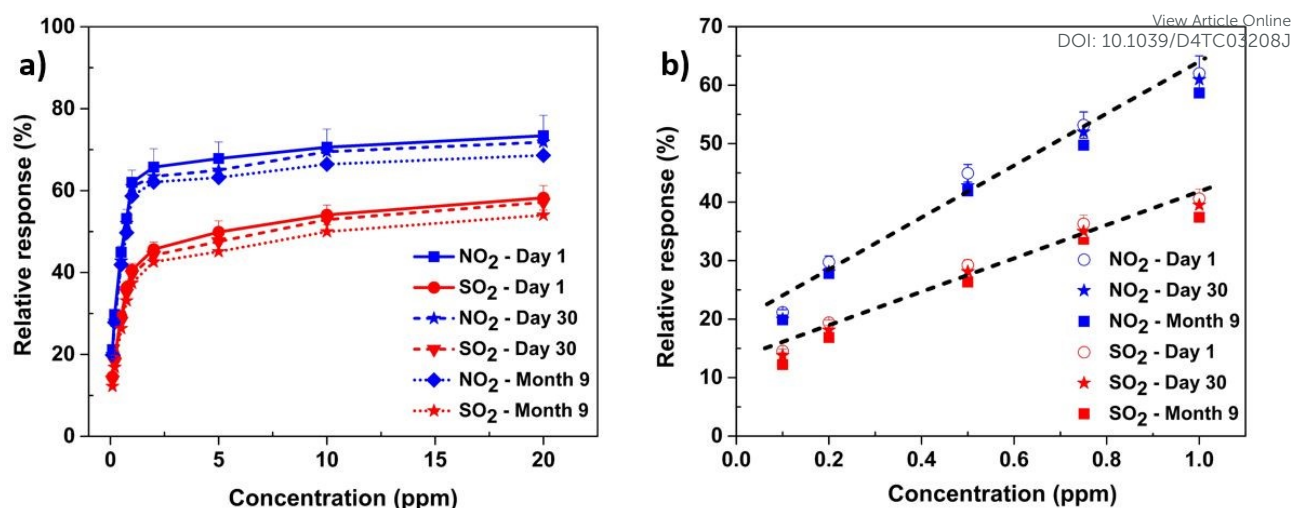 View Article Online
DOI: 10.1039/D4TC03208J
a)
Relative response (%)
100
80
60
40
20
0
NO2 - Day 1
SO2 - Day 1
NO2 - Day 30
SO2 - Day 30
NO2 - Month 9
SO2 - Month 9
0 5 10 15 20
Concentration (ppm)
b)
Relative response (%)
70
60
50
40
30
20
10
0
NO2 - Day 1
NO2 - Day 30
NO2 - Month 9
SO2 - Day 1
SO2 - Day 30
SO2 - Month 9
0.0 0.2 0.4 0.6 0.8 1.0
Concentration (ppm)